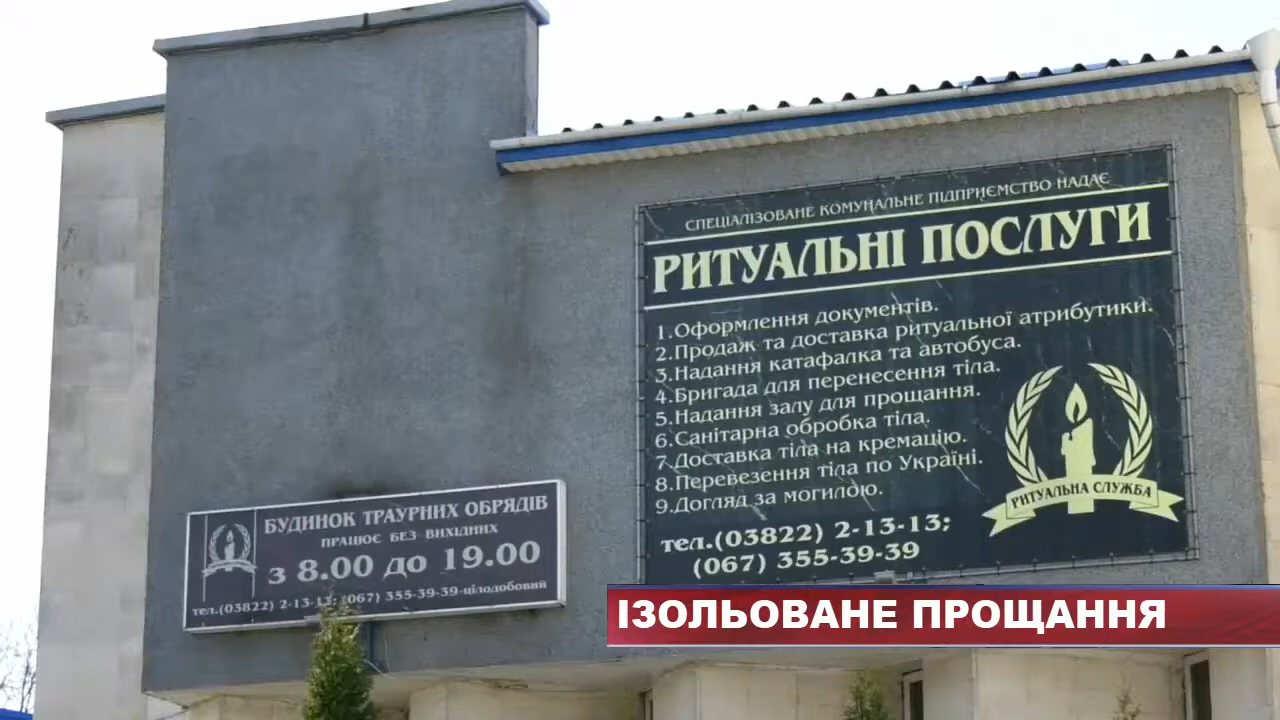 СПЕЦІАЛІЗОВАНЕ КОМУНАЛЬНЕ ПІДПРИЄМСТВО НАДАЄ
РИТУАЛЬНІ ПОСЛУГИ
1.Оформлення документів.
2.Продаж та доставка ритуальної атрибутики.
3.Надання катафалка та автобуса.
4.Бригада для перенесення тіла.
5.Надання залу для прощання.
6.Санітарна обробка тіла.
7.Доставка тіла на кремацію.
8.Перевезення тіла по Україні.
9.Догляд за могилою.
РИТУАЛЬНА СЛУЖБА
тел.(03822) 2-13-13;
(067) 355-39-39
БУДИНОК ТРАУРНИХ ОБРЯДІВ
ПРАЦЮЄ БЕЗ ВИХІДНИХ
з 8.00 до 19.00
тел.(03822) 2-13-13; (067) 355-39-39-цілодобовий
ІЗОЛЬОВАНЕ ПРОЩАННЯ